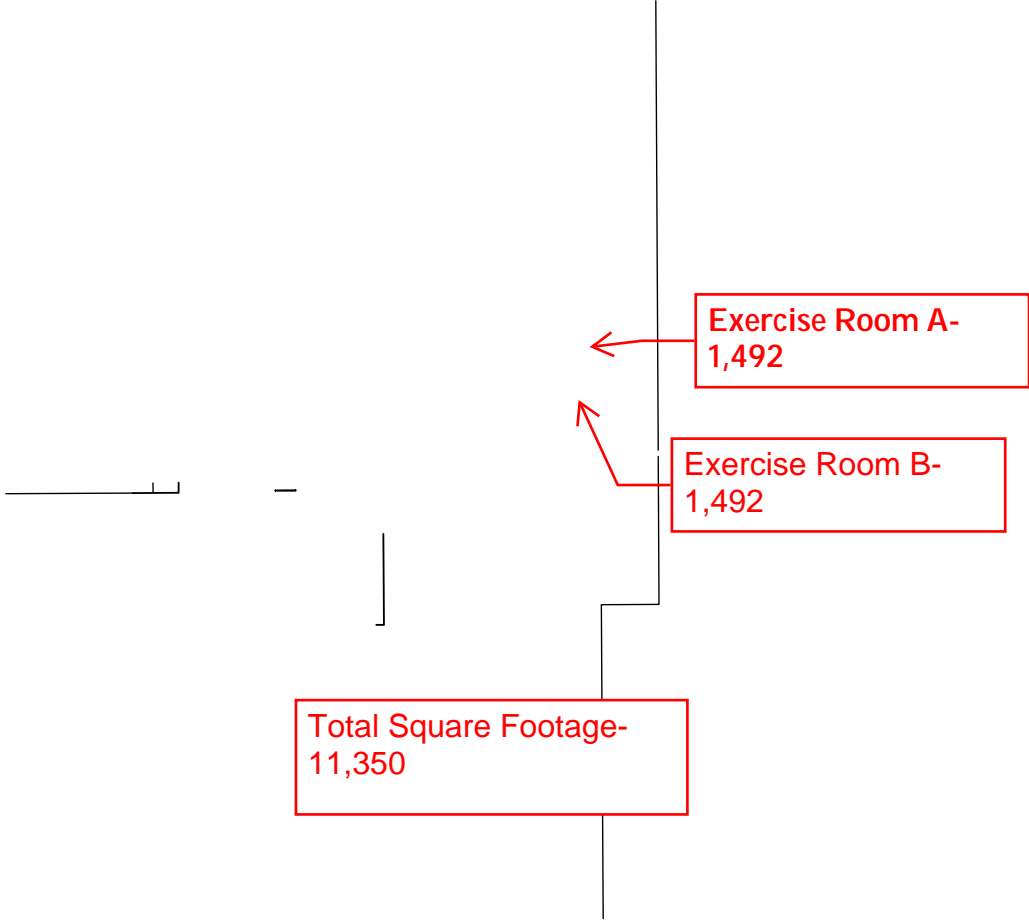 Exercise Room A-
1,492
Exercise Room B-
1,492
Total Square Footage-
11,350